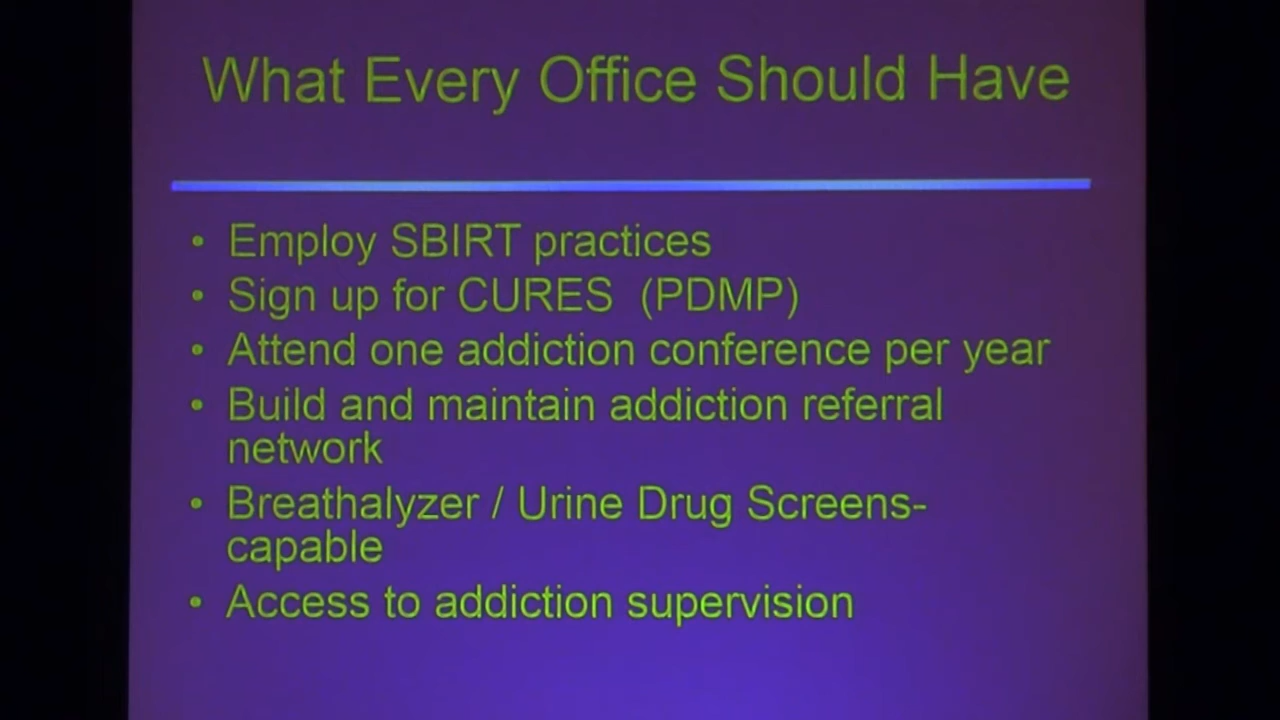 What Every Office Should Have
• Employ SBIRT practices
• Sign up for CURES (PDMP)
• Attend one addiction conference per year
• Build and maintain addiction referral
network
• Breathalyzer / Urine Drug Screens-
capable
• Access to addiction supervision